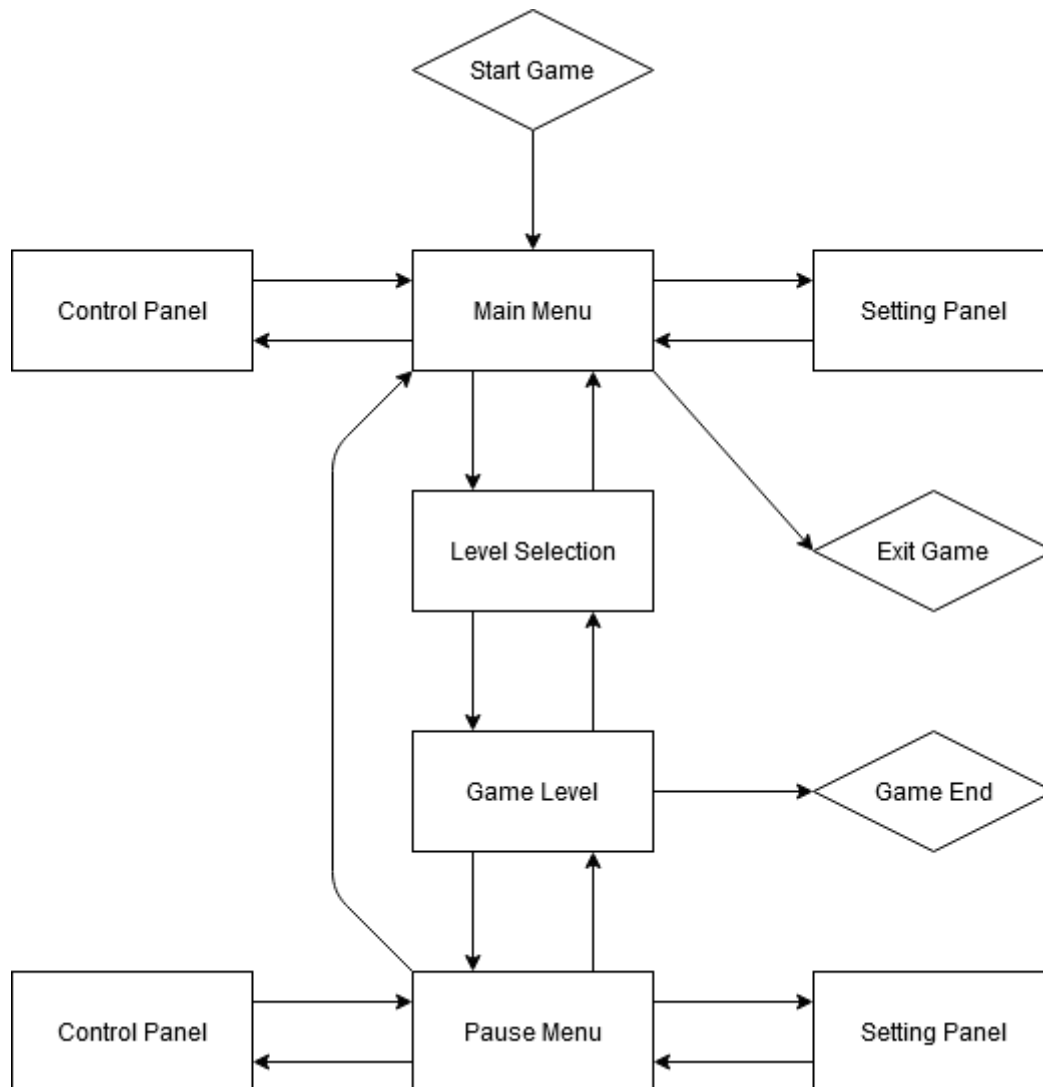 Start Game
Control Panel
Main Menu
Setting Panel
Level Selection
Exit Game
Game Level
Game End
Control Panel
Pause Menu
Setting Panel